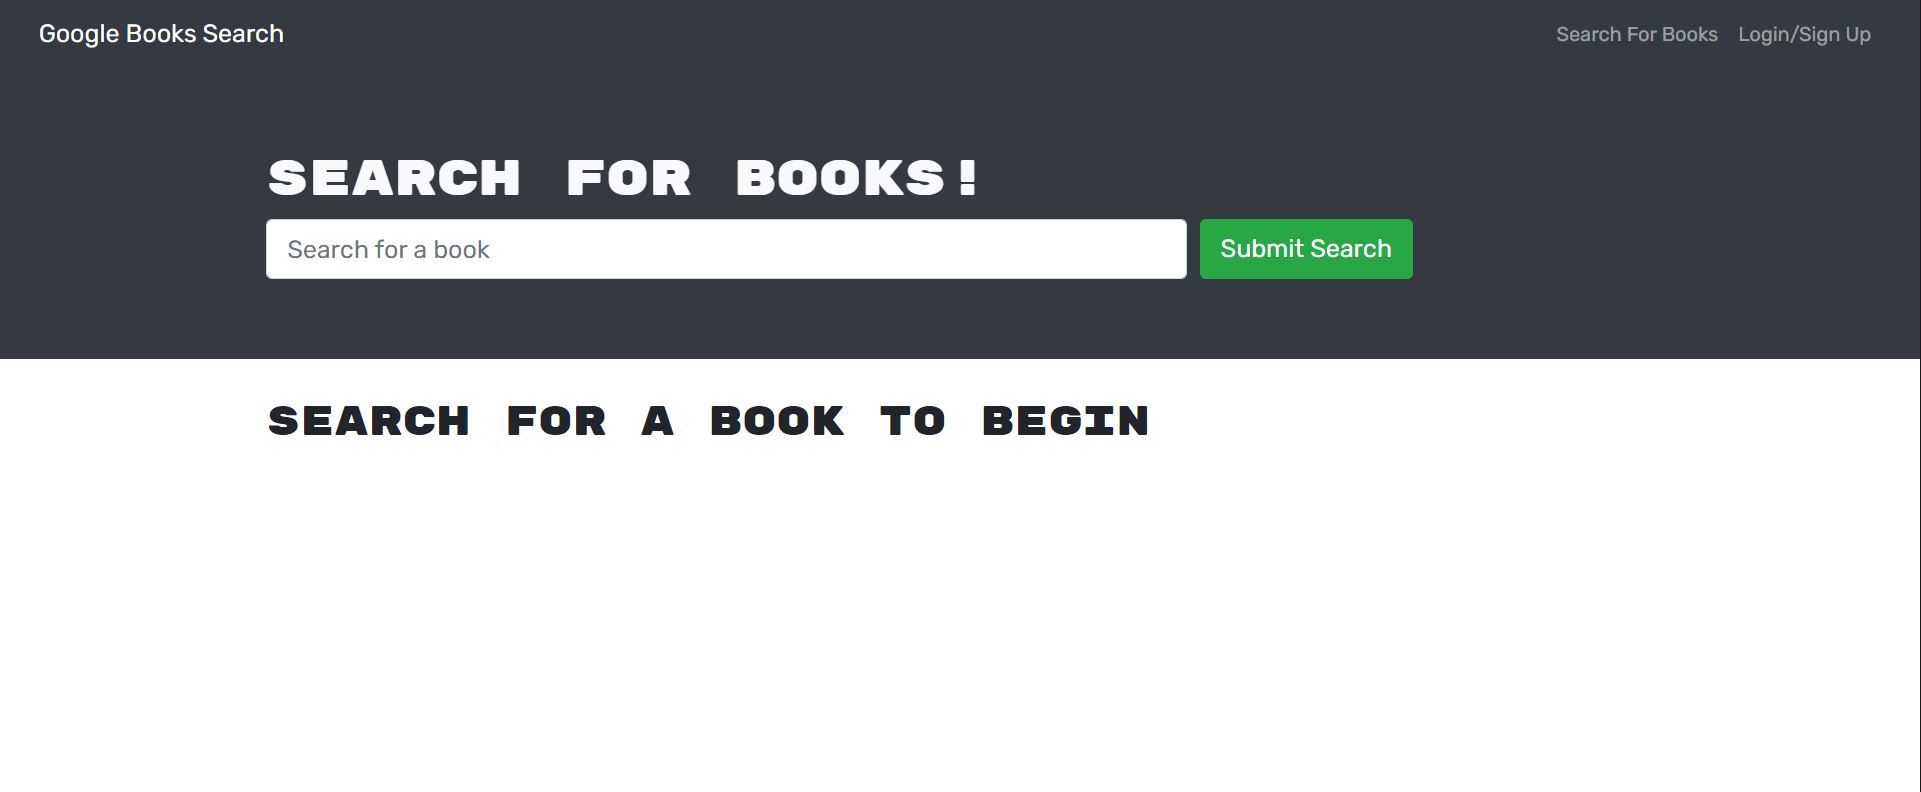 Google Books Search
Search For Books
Login/Sign Up
SEARCH FOR BOOKS!
Search for a book
Submit Search
SEARCH FOR A BOOK TO BEGIN